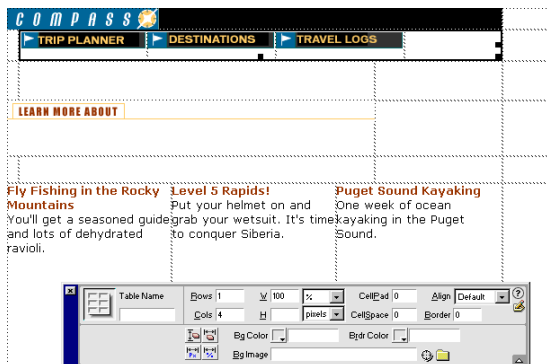 COMPASS
TRIP PLANNER DESTINATIONS TRAVEL LOGS
LEARN MORE ABOUT
Fly Fishing in the Rocky Mountains
You'll get a seasoned guide
and lots of dehydrated
ravioli.
Level 5 Rapids!
Put your helmet on and
grab your wetsuit. It's time
to conquer Siberia.
Puget Sound Kayaking
One week of ocean
kayaking in the Puget
Sound.
Table Name Rows 1 W 100 % CellPad 0 Align Default
Cols 4 H pixels CellSpace 0 Border 0
Bg Color Brdr Color
Bg Image